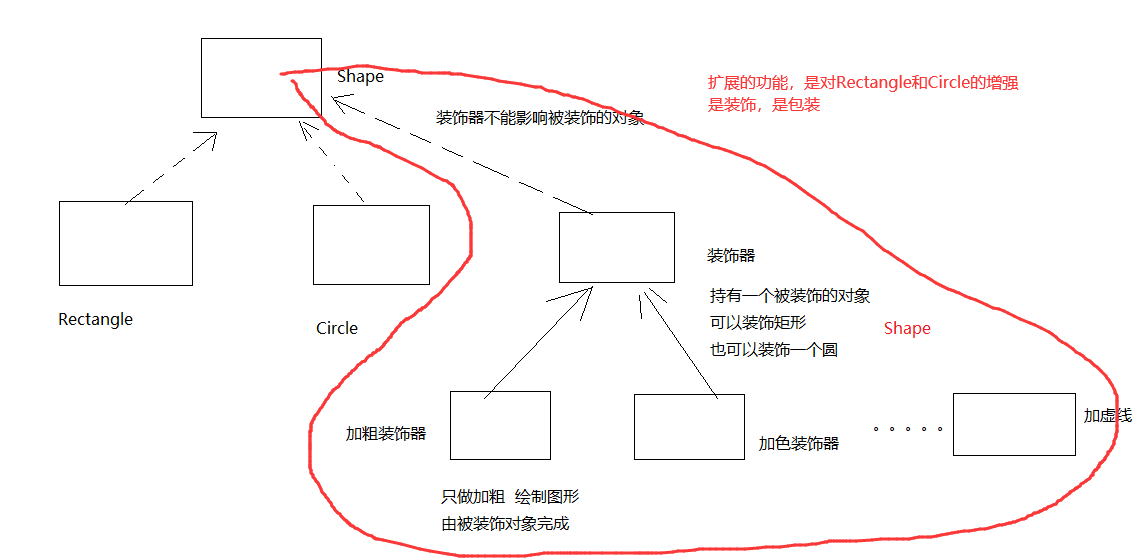 Shape
扩展的功能，是对Rectangle和Circle的增强
是装饰，是包装
装饰器不能影响被装饰的对象
装饰器
持有一个被装饰的对象
可以装饰矩形
也可以装饰一个圆
Shape
Rectangle
Circle
加粗装饰器
加色装饰器
。。。。。
加虚线
只做加粗 绘制图形
由被装饰对象完成